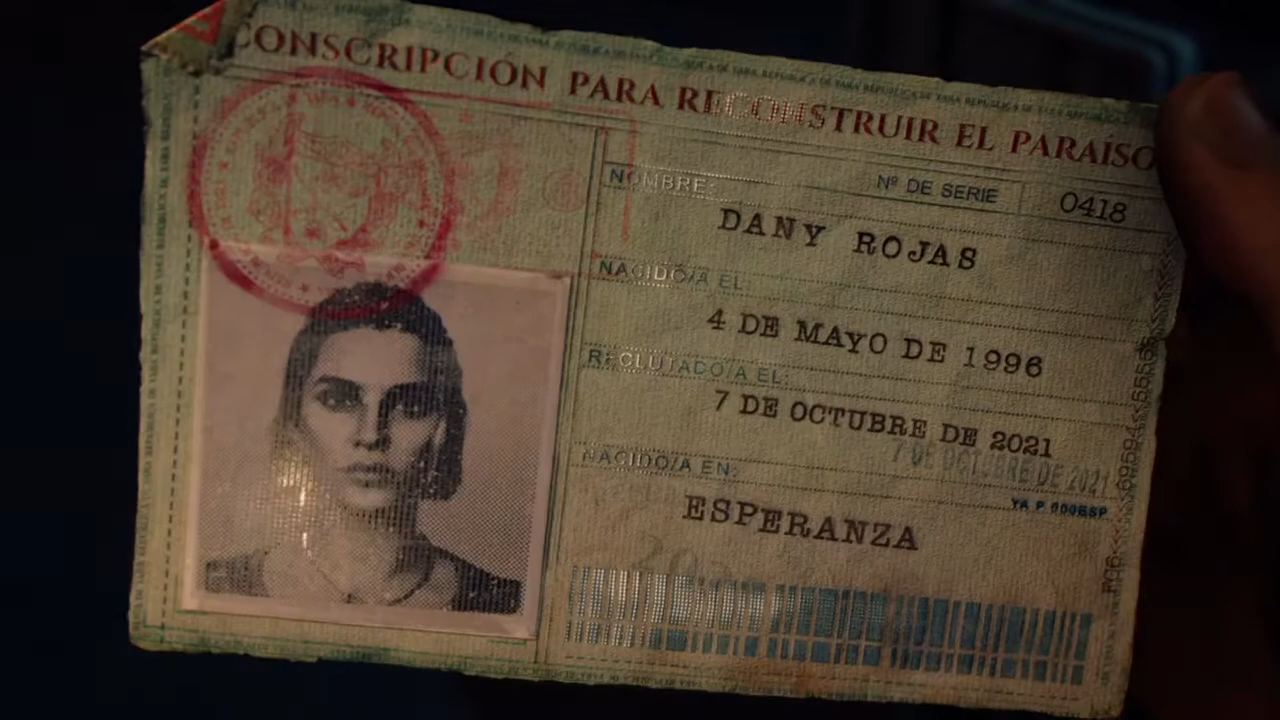 CONSCRIPCIÓN PARA RECONSTRUIR EL PARAÍSO
NOMBRE:
Nº DE SERIE 0418
DANY ROJAS
NACIDO/A EL:
4 DE MAYO DE 1996
RECLUTADO/A EL:
7 DE OCTUBRE DE 2021
7 DE OCTUBRE DE 2021
NACIDO/A EN:
ESPERANZA